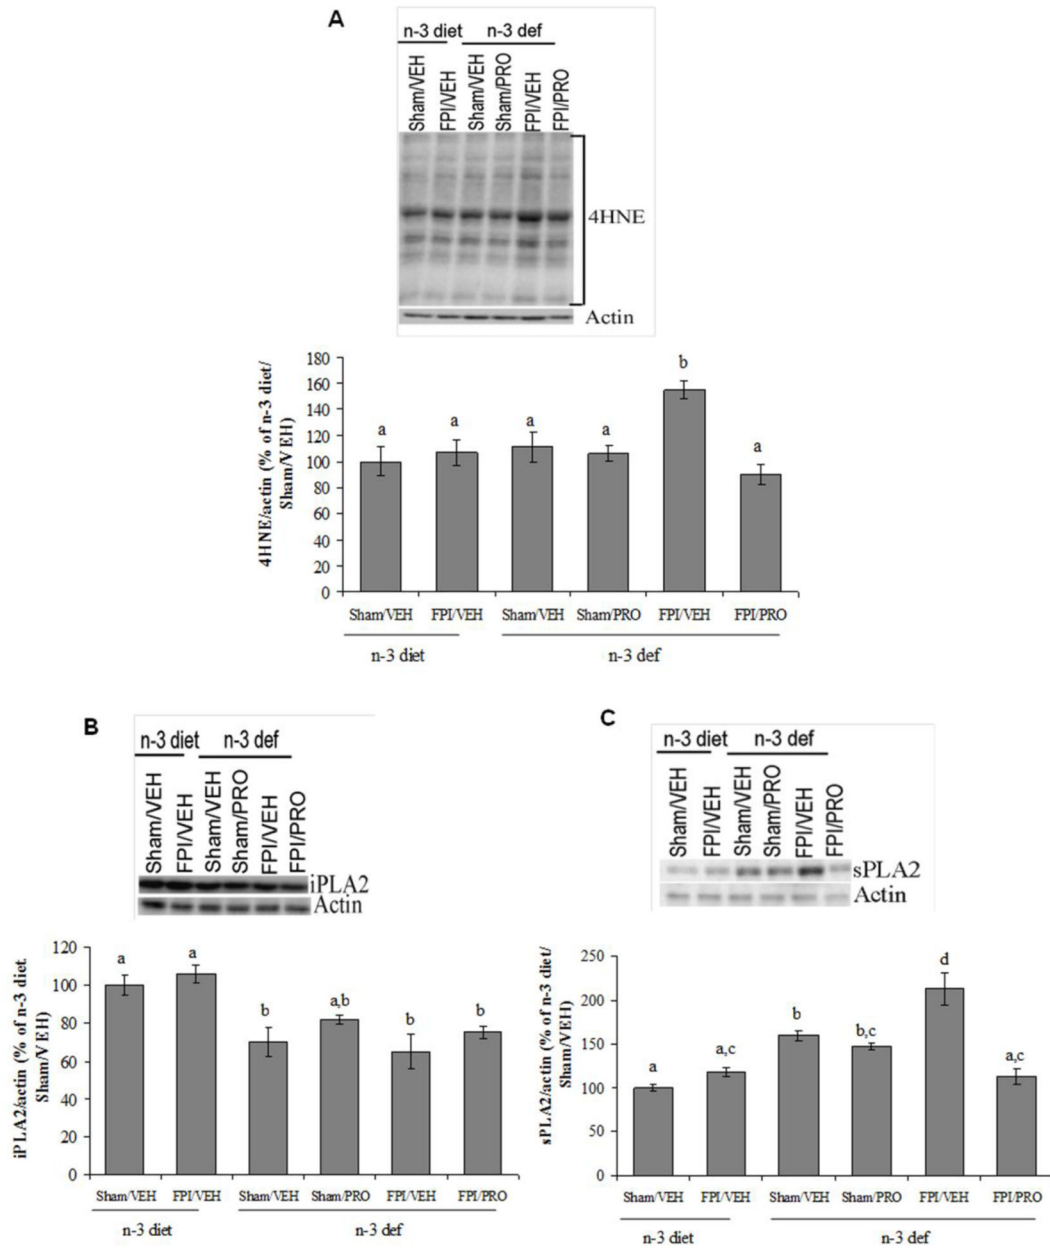 A
n-3 diet n-3 def
Sham/VEH FPI/VEH Sham/VEH Sham/PRO FPI/VEH FPI/PRO
4HNE
Actin
4HNE/actin (% of n-3 diet/
Sham/VEH)
180
160
140
120
100
80
60
40
20
0
a a a a b a
Sham/VEH FPI/VEH Sham/VEH Sham/PRO FPI/VEH FPI/PRO
n-3 diet n-3 def
B
n-3 diet n-3 def
Sham/VEH FPI/VEH Sham/VEH Sham/PRO FPI/VEH FPI/PRO
iPLA2
Actin
iPLA2/actin (% of n-3 diet.
Sham/VEH)
120
100
80
60
40
20
0
a a b a,b b b
Sham/VEH FPI/VEH Sham/VEH Sham/PRO FPI/VEH FPI/PRO
n-3 diet n-3 def
C
n-3 diet n-3 def
Sham/VEH FPI/VEH Sham/VEH Sham/PRO FPI/VEH FPI/PRO
sPLA2
Actin
sPLA2/actin (% of n-3 diet/
Sham/VEH)
250
200
150
100
50
0
a a,c b b,c d a,c
Sham/VEH FPI/VEH Sham/VEH Sham/PRO FPI/VEH FPI/PRO
n-3 diet n-3 def